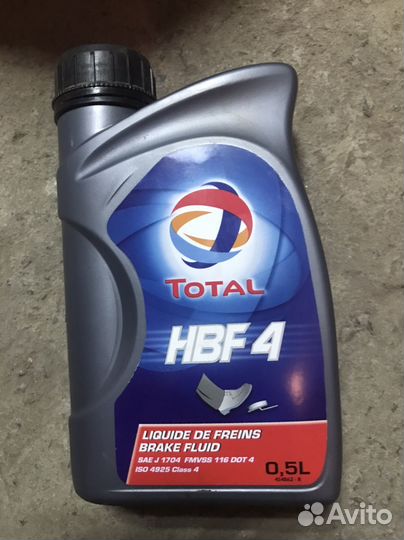 TOTAL
HBF 4
LIQUIDE DE FREINS
BRAKE FLUID
SAE J 1704 FMVSS 116 DOT 4
ISO 4925 Class 4
0,5L
Avito